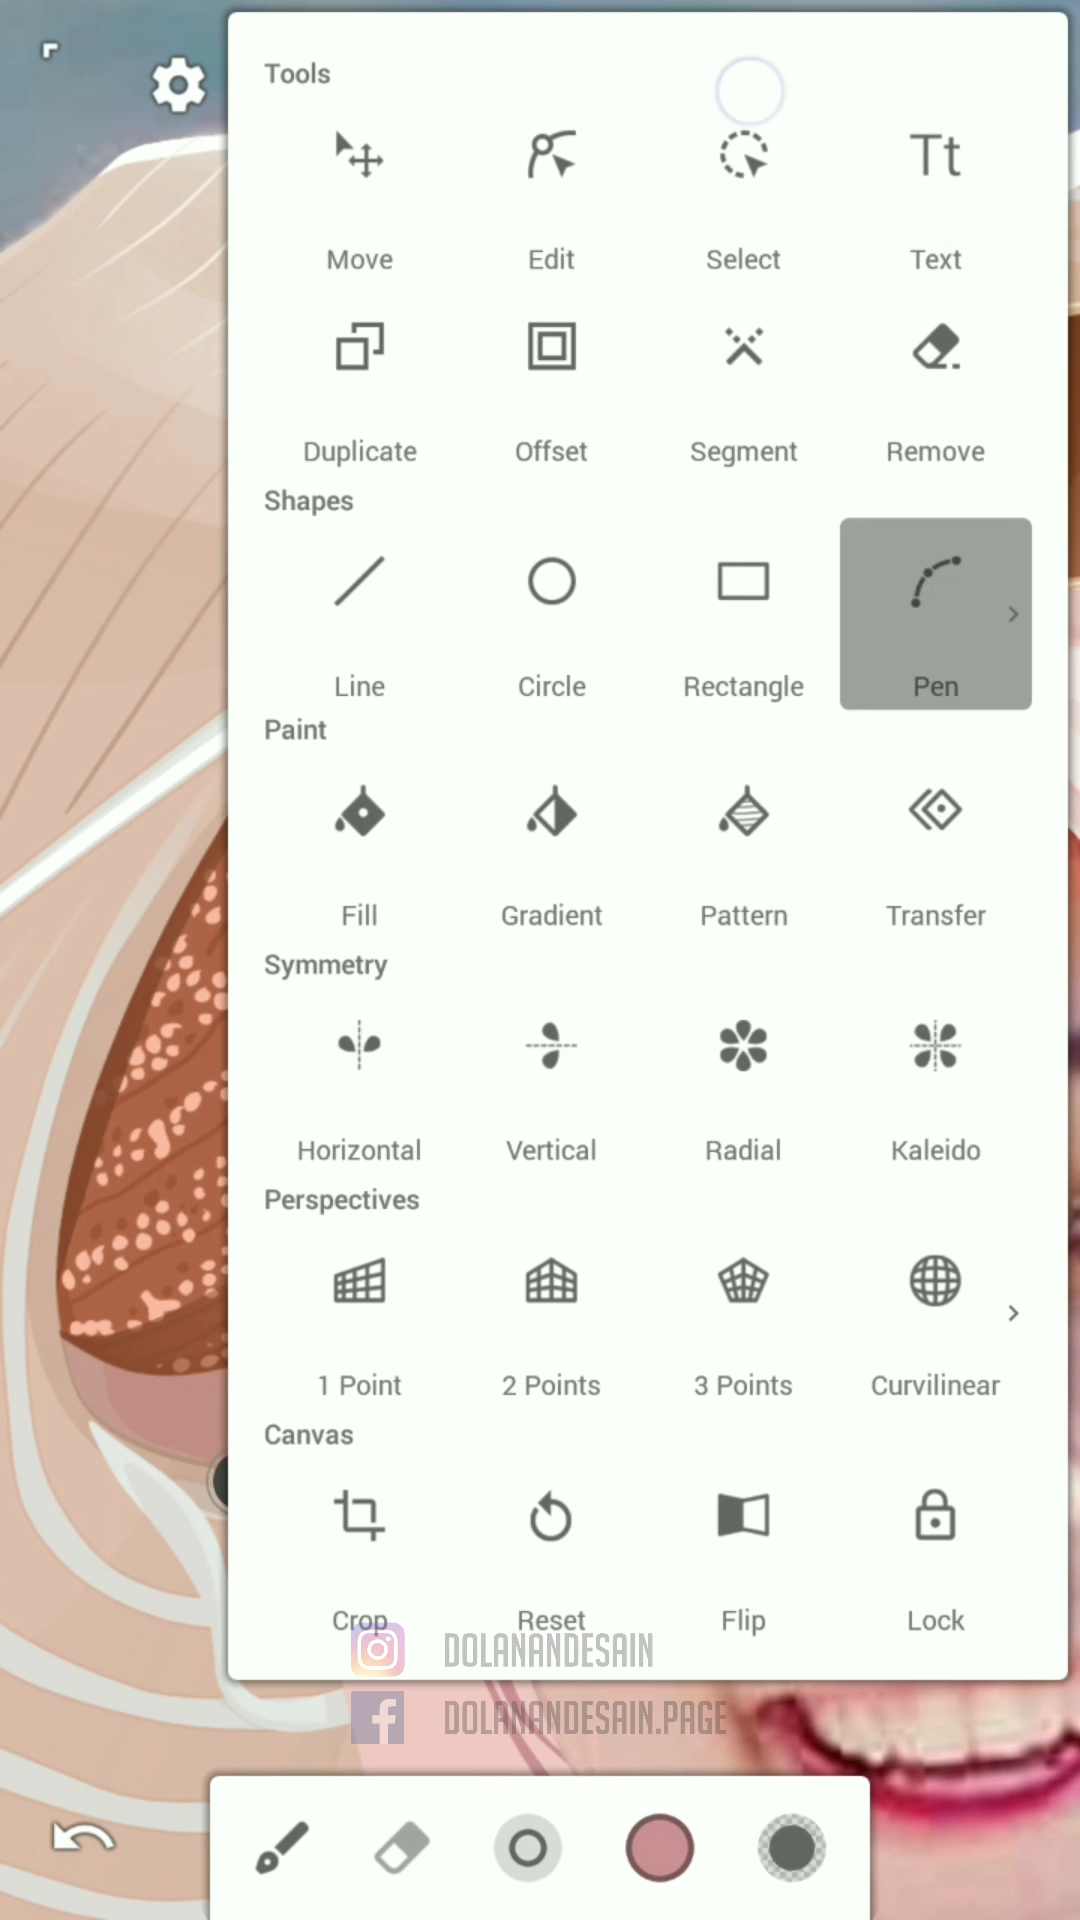 Tools
Move Edit Select Text
Duplicate Offset Segment Remove
Shapes
Line Circle Rectangle Pen
Paint
Fill Gradient Pattern Transfer
Symmetry
Horizontal Vertical Radial Kaleido
Perspectives
1 Point 2 Points 3 Points Curvilinear
Canvas
Crop Reset Flip Lock
DOLANANDESAIN
DOLANANDESAIN.PAGE